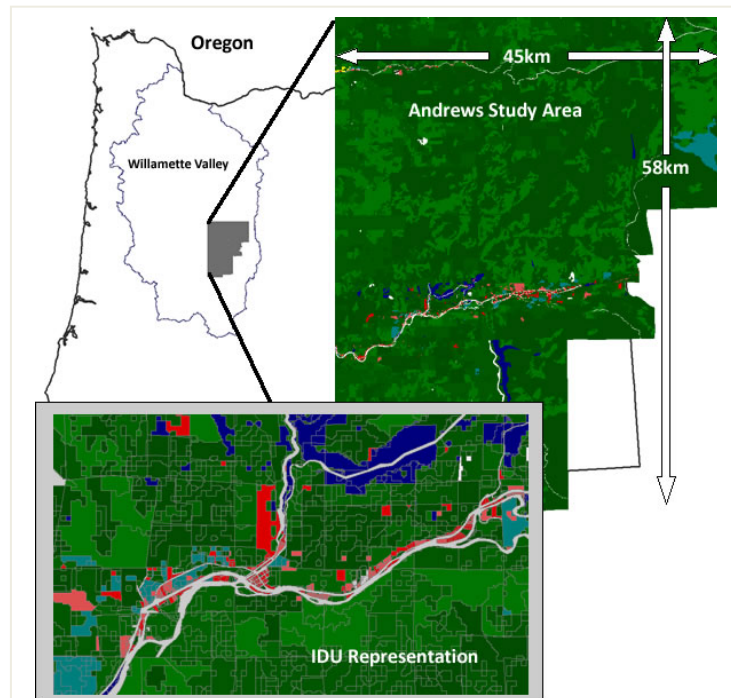 Oregon
Willamette Valley
45km
Andrews Study Area
58km
IDU Representation